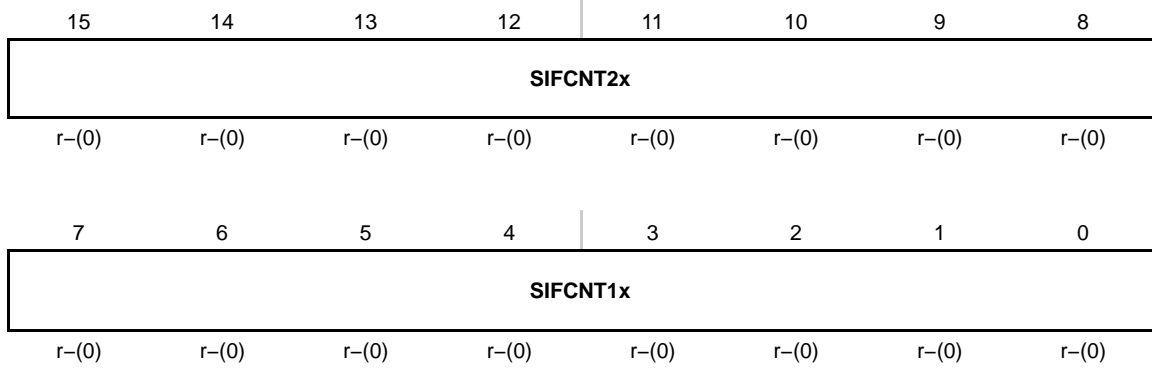 15 14 13 12 11 10 9 8
SIFCNT2x
r−(0) r−(0) r−(0) r−(0) r−(0) r−(0) r−(0) r−(0)
7 6 5 4 3 2 1 0
SIFCNT1x
r−(0) r−(0) r−(0) r−(0) r−(0) r−(0) r−(0) r−(0)